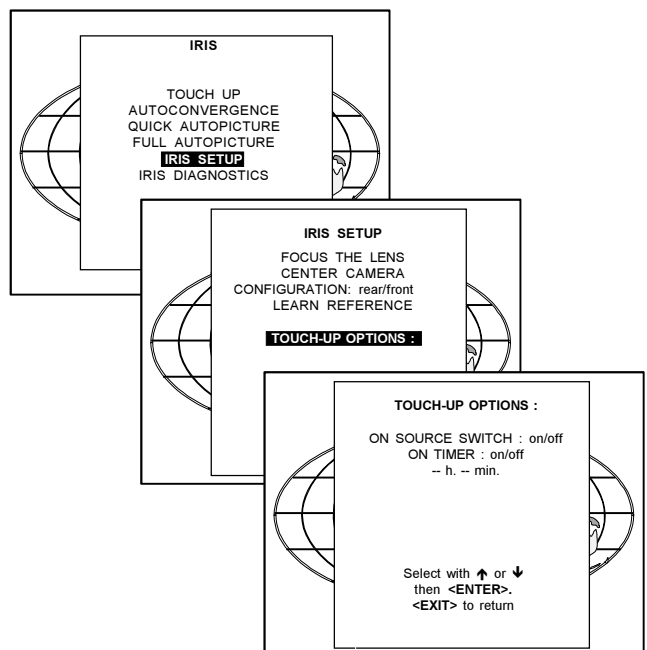 IRIS
TOUCH UP
AUTOCONVERGENCE
QUICK AUTOPICTURE
FULL AUTOPICTURE
IRIS SETUP
IRIS DIAGNOSTICS
IRIS SETUP
FOCUS THE LENS
CENTER CAMERA
CONFIGURATION: rear/front
LEARN REFERENCE
TOUCH-UP OPTIONS :
TOUCH-UP OPTIONS :
ON SOURCE SWITCH : on/off
ON TIMER : on/off
-- h. -- min.
Select with ↑ or ↓
then <ENTER>.
<EXIT> to return